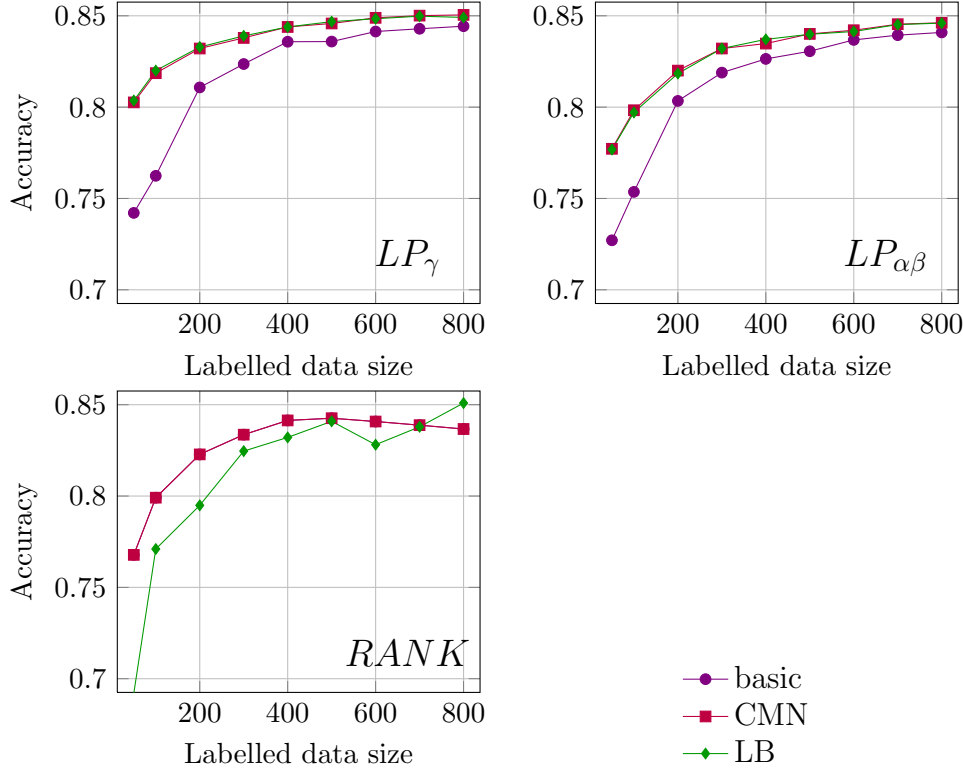 0.85
0.8
0.75
0.7
Accuracy
200 400 600 800
Labelled data size
LPγ
0.85
0.8
0.75
0.7
200 400 600 800
Labelled data size
LPαβ
0.85
0.8
0.75
0.7
Accuracy
200 400 600 800
Labelled data size
RANK
basic
CMN
LB